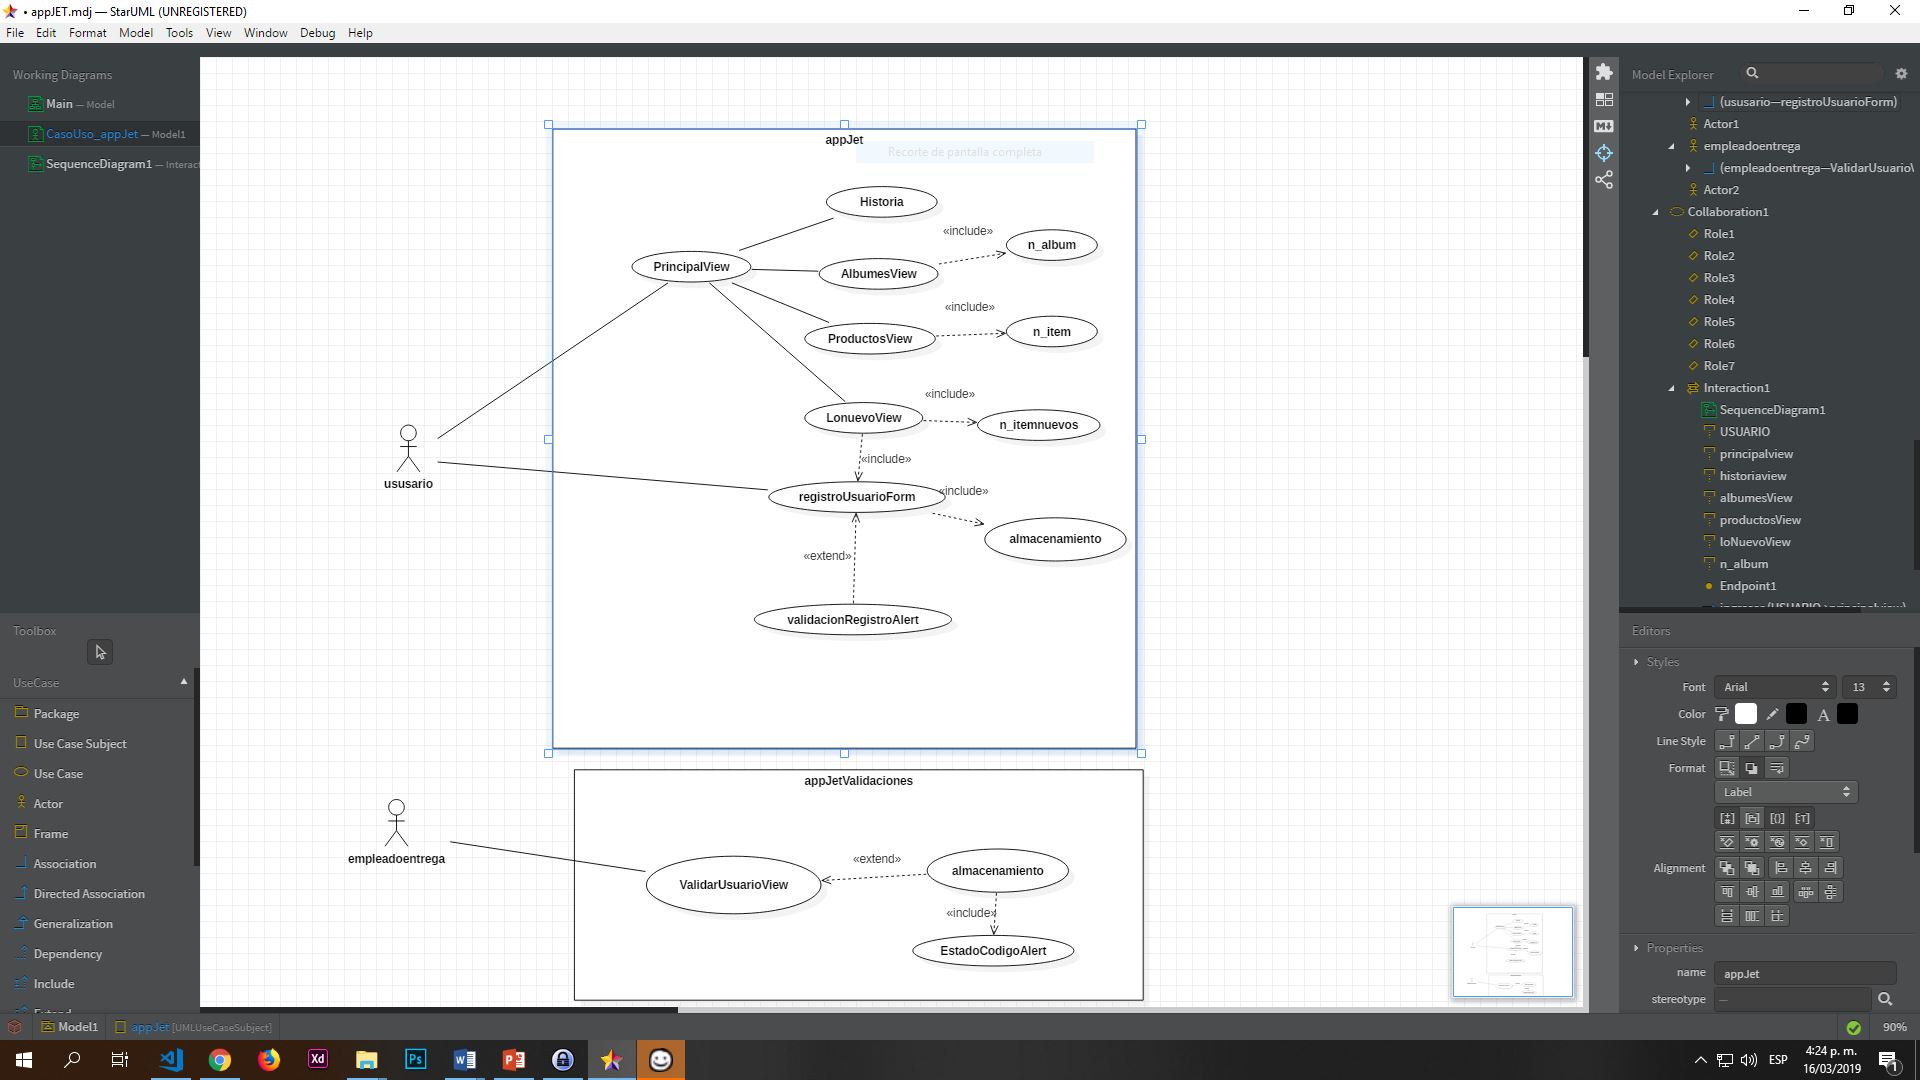 • appJET.mdj — StarUML (UNREGISTERED)
File Edit Format Model Tools View Window Debug Help
Working Diagrams
Main — Model
CasoUso_appJet — Model1
SequenceDiagram1 — Interac
Toolbox
UseCase
Package
Use Case Subject
Use Case
Actor
Frame
Association
Directed Association
Generalization
Dependency
Include
Extend
appJet
Recorte de pantalla completa
Historia
«include»
n_album
PrincipalView
AlbumesView
«include»
ProductosView
n_item
«include»
LonuevoView
n_itemnuevos
«include»
ususario
registroUsuarioForm
«include»
almacenamiento
«extend»
validacionRegistroAlert
appJetValidaciones
empleadoentrega
«extend»
almacenamiento
ValidarUsuarioView
«include»
EstadoCodigoAlert
Model Explorer
(ususario—registroUsuarioForm)
Actor1
empleadoentrega
(empleadoentrega—ValidarUsuario\
Actor2
Collaboration1
Role1
Role2
Role3
Role4
Role5
Role6
Role7
Interaction1
SequenceDiagram1
USUARIO
principalview
historiaview
albumesView
productosView
loNuevoView
n_album
Endpoint1
Editors
Styles
Font Arial 13
Color A
Line Style
Format
Label
Alignment
Properties
name appJet
stereotype —
Model1 appJet [UMLUseCaseSubject]
90%
Xd Ps
ESP
4:24 p. m.
16/03/2019
1